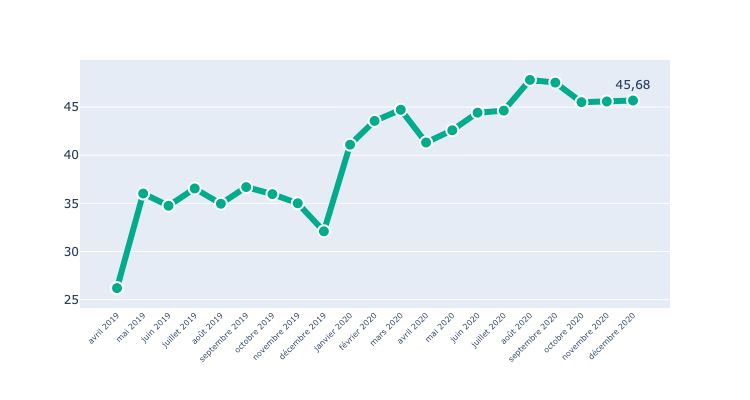 45,68
45
40
35
30
25
avril 2019
mai 2019
juin 2019
juillet 2019
août 2019
septembre 2019
octobre 2019
novembre 2019
décembre 2019
janvier 2020
février 2020
mars 2020
avril 2020
mai 2020
juin 2020
juillet 2020
août 2020
septembre 2020
octobre 2020
novembre 2020
décembre 2020